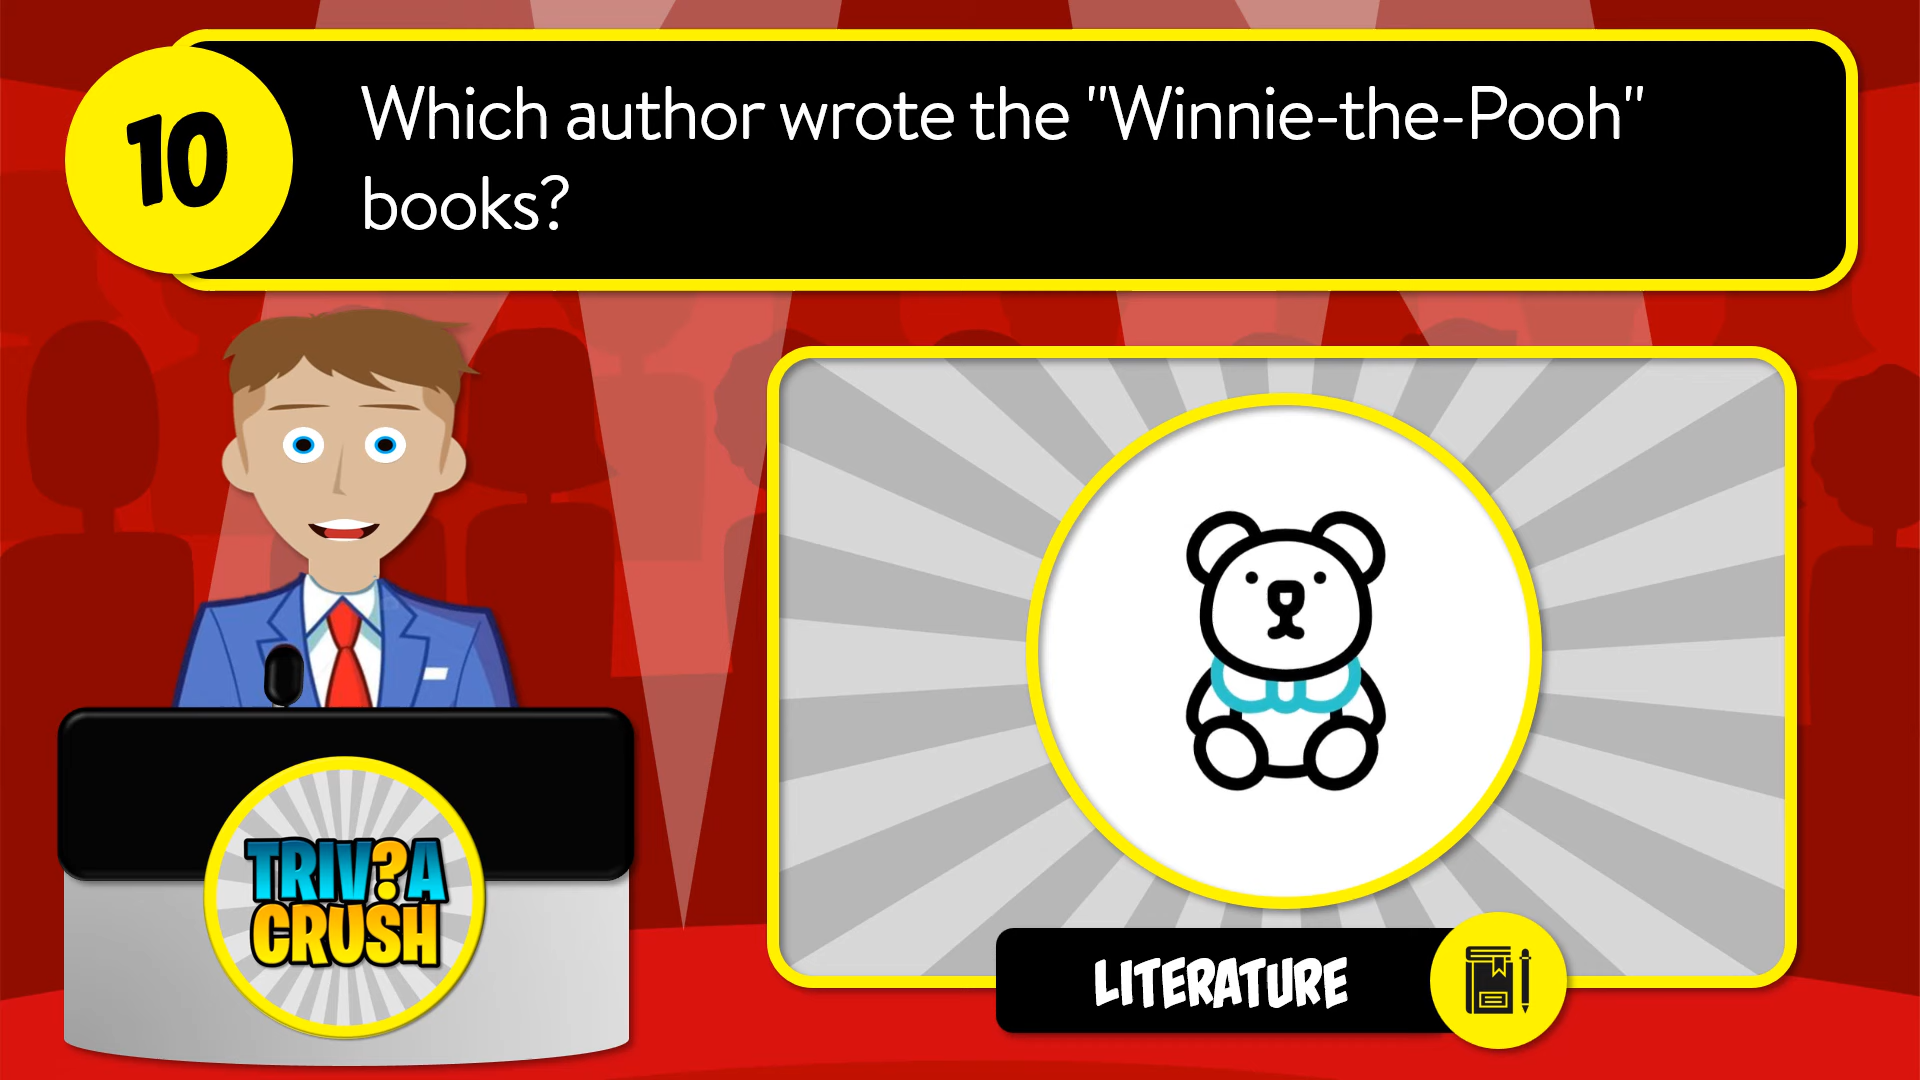 10
Which author wrote the "Winnie-the-Pooh"
books?
TRIV?A
CRUSH
LITERATURE